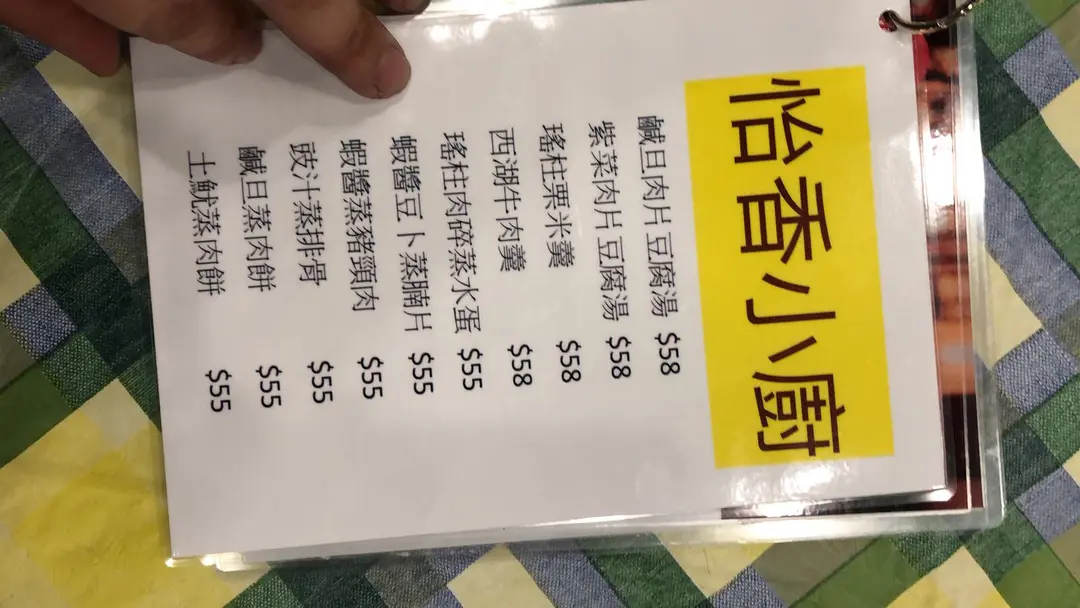 怡香小廚
鹹旦肉片豆腐湯 $58
紫菜肉片豆腐湯 $58
瑤柱栗米羹 $58
西湖牛肉羹 $58
瑤柱肉碎蒸水蛋 $55
蝦醬豆卜蒸腩片 $55
蝦醬蒸豬頸肉 $55
豉汁蒸排骨 $55
鹹旦蒸肉餅 $55
土魷蒸肉餅 $55